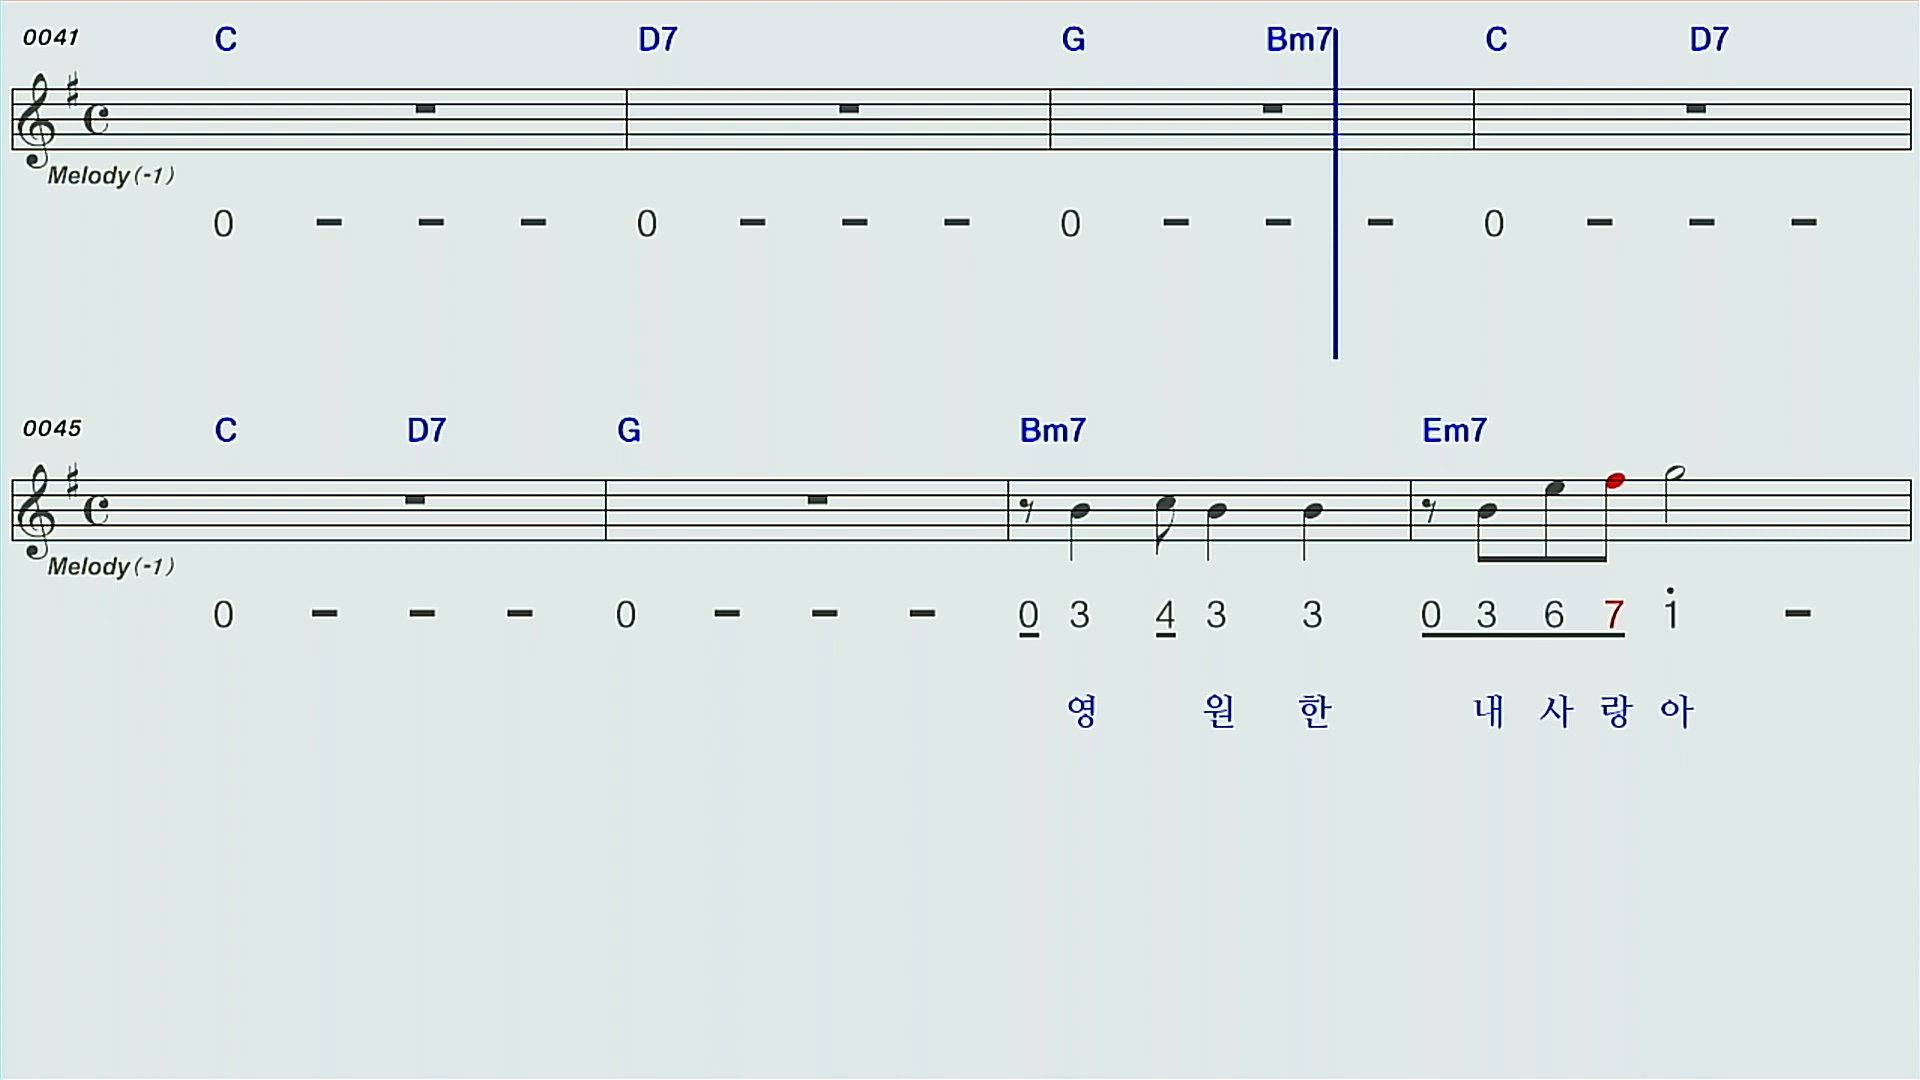 0041 C D7 G Bm7 C D7
Melody(-1)
0 - - - 0 - - - 0 - - - 0 - - -
0045 C D7 G Bm7 Em7
Melody(-1)
0 - - - 0 - - - 0 3 4 3 3 0 3 6 7 1 -
영 원 한 내 사 랑 아